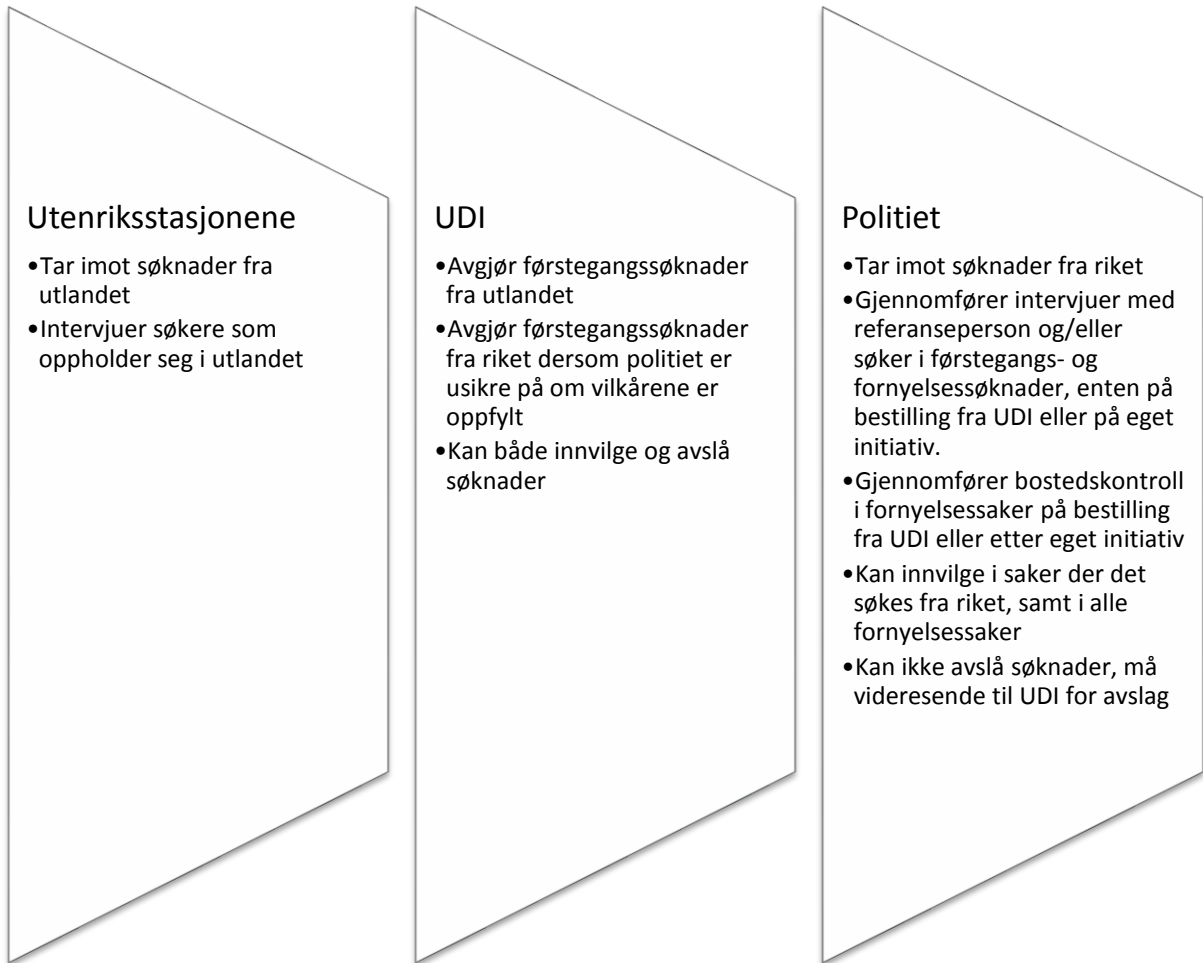 Utenriksstasjonene
•Tar imot søknader fra
utlandet
•Intervjuer søkere som
oppholder seg i utlandet
UDI
•Avgjør førstegangssøknader
fra utlandet
•Avgjør førstegangssøknader
fra riket dersom politiet er
usikre på om vilkårene er
oppfylt
•Kan både innvilge og avslå
søknader
Politiet
•Tar imot søknader fra riket
•Gjennomfører intervjuer med
referanseperson og/eller
søker i førstegangs- og
fornyelsessøknader, enten på
bestilling fra UDI eller på eget
initiativ.
•Gjennomfører bostedskontroll
i fornyelsessaker på bestilling
fra UDI eller etter eget initiativ
•Kan innvilge i saker der det
søkes fra riket, samt i alle
fornyelsessaker
•Kan ikke avslå søknader, må
videresende til UDI for avslag